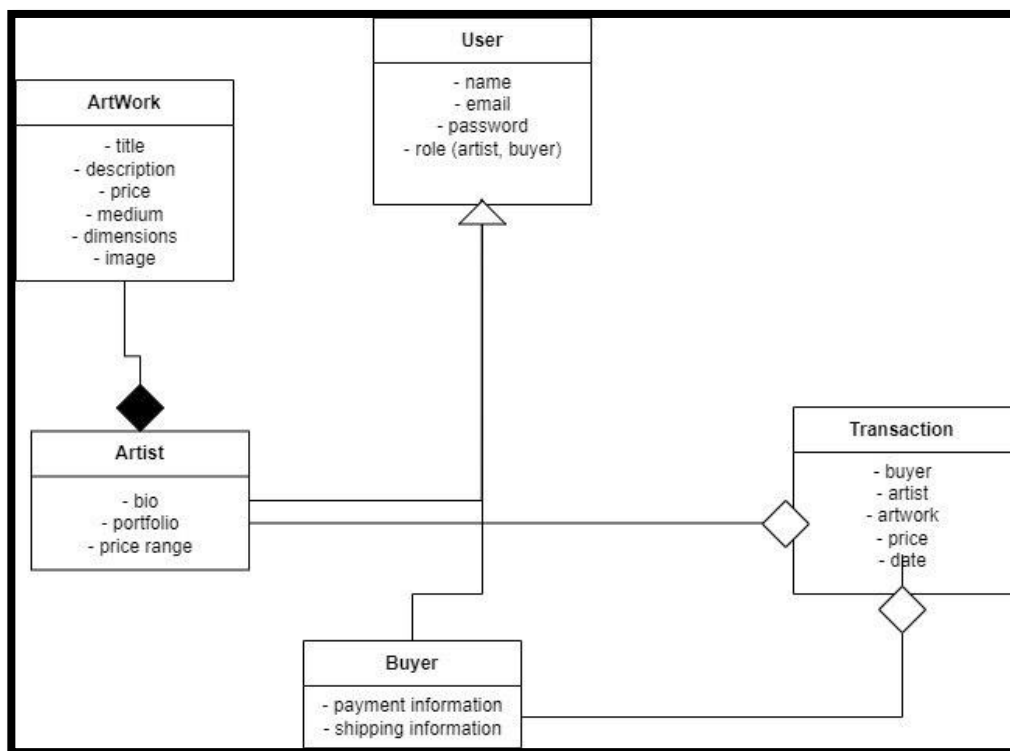 User
- name
- email
- password
- role (artist, buyer)
ArtWork
- title
- description
- price
- medium
- dimensions
- image
Artist
- bio
- portfolio
- price range
Transaction
- buyer
- artist
- artwork
- price
- date
Buyer
- payment information
- shipping information